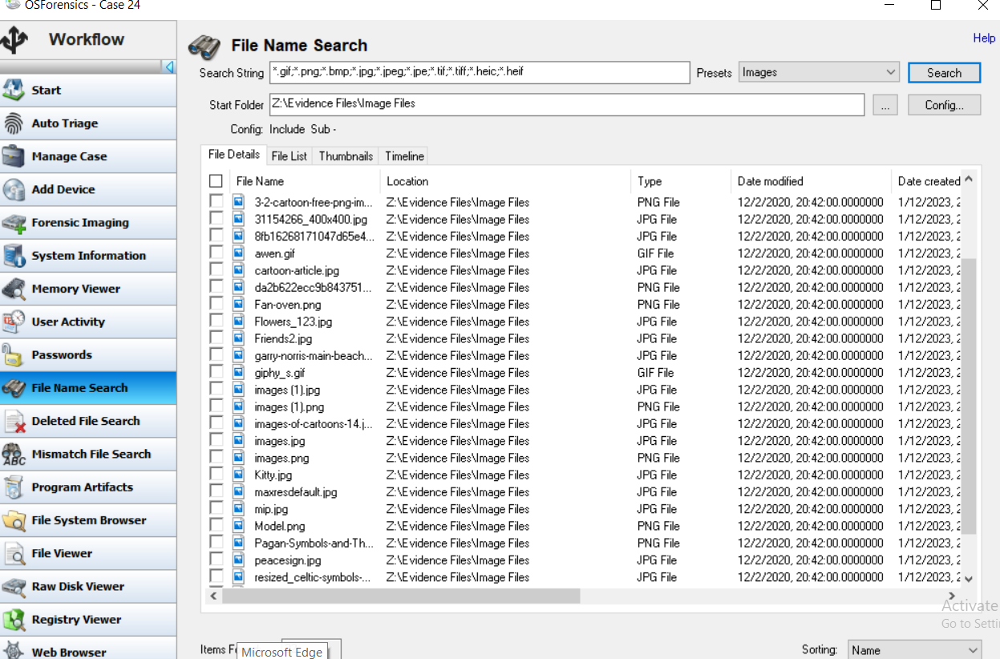 OSForensics - Case 24
Workflow
Start
Auto Triage
Manage Case
Add Device
Forensic Imaging
System Information
Memory Viewer
User Activity
Passwords
File Name Search
Deleted File Search
ABC
Mismatch File Search
Program Artifacts
File System Browser
File Viewer
Raw Disk Viewer
Registry Viewer
Web Browser
File Name Search
Help
Search String *.gif;*.png;*.bmp;*.jpg;*.jpeg;*.jpe;*.tif;*.tiff;*.heic;*.heif Presets Images Search
Start Folder Z:\Evidence Files\Image Files ... Config...
Config: Include Sub -
File Details File List Thumbnails Timeline
File Name Location Type Date modified Date created
3-2-cartoon-free-png-im... Z:\Evidence Files\Image Files PNG File 12/2/2020, 20:42:00.0000000 1/12/2023, 2
31154266_400x400.jpg Z:\Evidence Files\Image Files JPG File 12/2/2020, 20:42:00.0000000 1/12/2023, 2
8fb16268171047d65e4... Z:\Evidence Files\Image Files JPG File 12/2/2020, 20:42:00.0000000 1/12/2023, 2
awen.gif Z:\Evidence Files\Image Files GIF File 12/2/2020, 20:42:00.0000000 1/12/2023, 2
cartoon-article.jpg Z:\Evidence Files\Image Files JPG File 12/2/2020, 20:42:00.0000000 1/12/2023, 2
da2b622ecc9b843751... Z:\Evidence Files\Image Files PNG File 12/2/2020, 20:42:00.0000000 1/12/2023, 2
Fan-oven.png Z:\Evidence Files\Image Files PNG File 12/2/2020, 20:42:00.0000000 1/12/2023, 2
Flowers_123.jpg Z:\Evidence Files\Image Files JPG File 12/2/2020, 20:42:00.0000000 1/12/2023, 2
Friends2.jpg Z:\Evidence Files\Image Files JPG File 12/2/2020, 20:42:00.0000000 1/12/2023, 2
garry-norris-main-beach... Z:\Evidence Files\Image Files JPG File 12/2/2020, 20:42:00.0000000 1/12/2023, 2
giphy_s.gif Z:\Evidence Files\Image Files GIF File 12/2/2020, 20:42:00.0000000 1/12/2023, 2
images (1).jpg Z:\Evidence Files\Image Files JPG File 12/2/2020, 20:42:00.0000000 1/12/2023, 2
images (1).png Z:\Evidence Files\Image Files PNG File 12/2/2020, 20:42:00.0000000 1/12/2023, 2
images-of-cartoons-14.j... Z:\Evidence Files\Image Files JPG File 12/2/2020, 20:42:00.0000000 1/12/2023, 2
images.jpg Z:\Evidence Files\Image Files JPG File 12/2/2020, 20:42:00.0000000 1/12/2023, 2
images.png Z:\Evidence Files\Image Files PNG File 12/2/2020, 20:42:00.0000000 1/12/2023, 2
Kitty.jpg Z:\Evidence Files\Image Files JPG File 12/2/2020, 20:42:00.0000000 1/12/2023, 2
maxresdefault.jpg Z:\Evidence Files\Image Files JPG File 12/2/2020, 20:42:00.0000000 1/12/2023, 2
mip.jpg Z:\Evidence Files\Image Files JPG File 12/2/2020, 20:42:00.0000000 1/12/2023, 2
Model.png Z:\Evidence Files\Image Files PNG File 12/2/2020, 20:42:00.0000000 1/12/2023, 2
Pagan-Symbols-and-Th... Z:\Evidence Files\Image Files PNG File 12/2/2020, 20:42:00.0000000 1/12/2023, 2
peacesign.jpg Z:\Evidence Files\Image Files JPG File 12/2/2020, 20:42:00.0000000 1/12/2023, 2
resized_celtic-symbols-... Z:\Evidence Files\Image Files JPG File 12/2/2020, 20:42:00.0000000 1/12/2023, 2
Activate
Go to Setti
Items F Microsoft Edge Sorting: Name